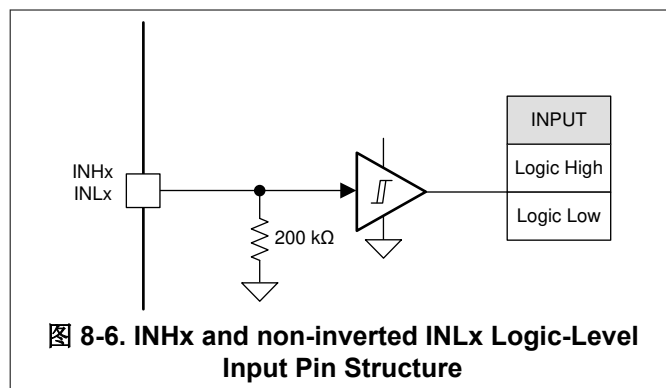 INHx
INLx
200 kΩ
INPUT
Logic High
Logic Low
图 8-6. INHx and non-inverted INLx Logic-Level
Input Pin Structure